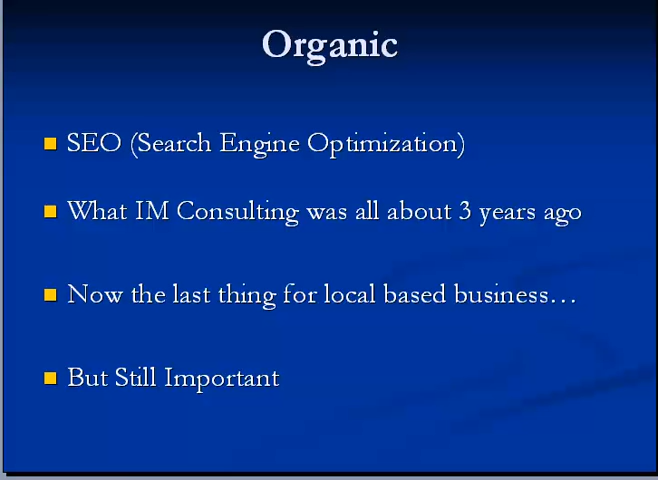 Organic
SEO (Search Engine Optimization)
What IM Consulting was all about 3 years ago
Now the last thing for local based business…
But Still Important